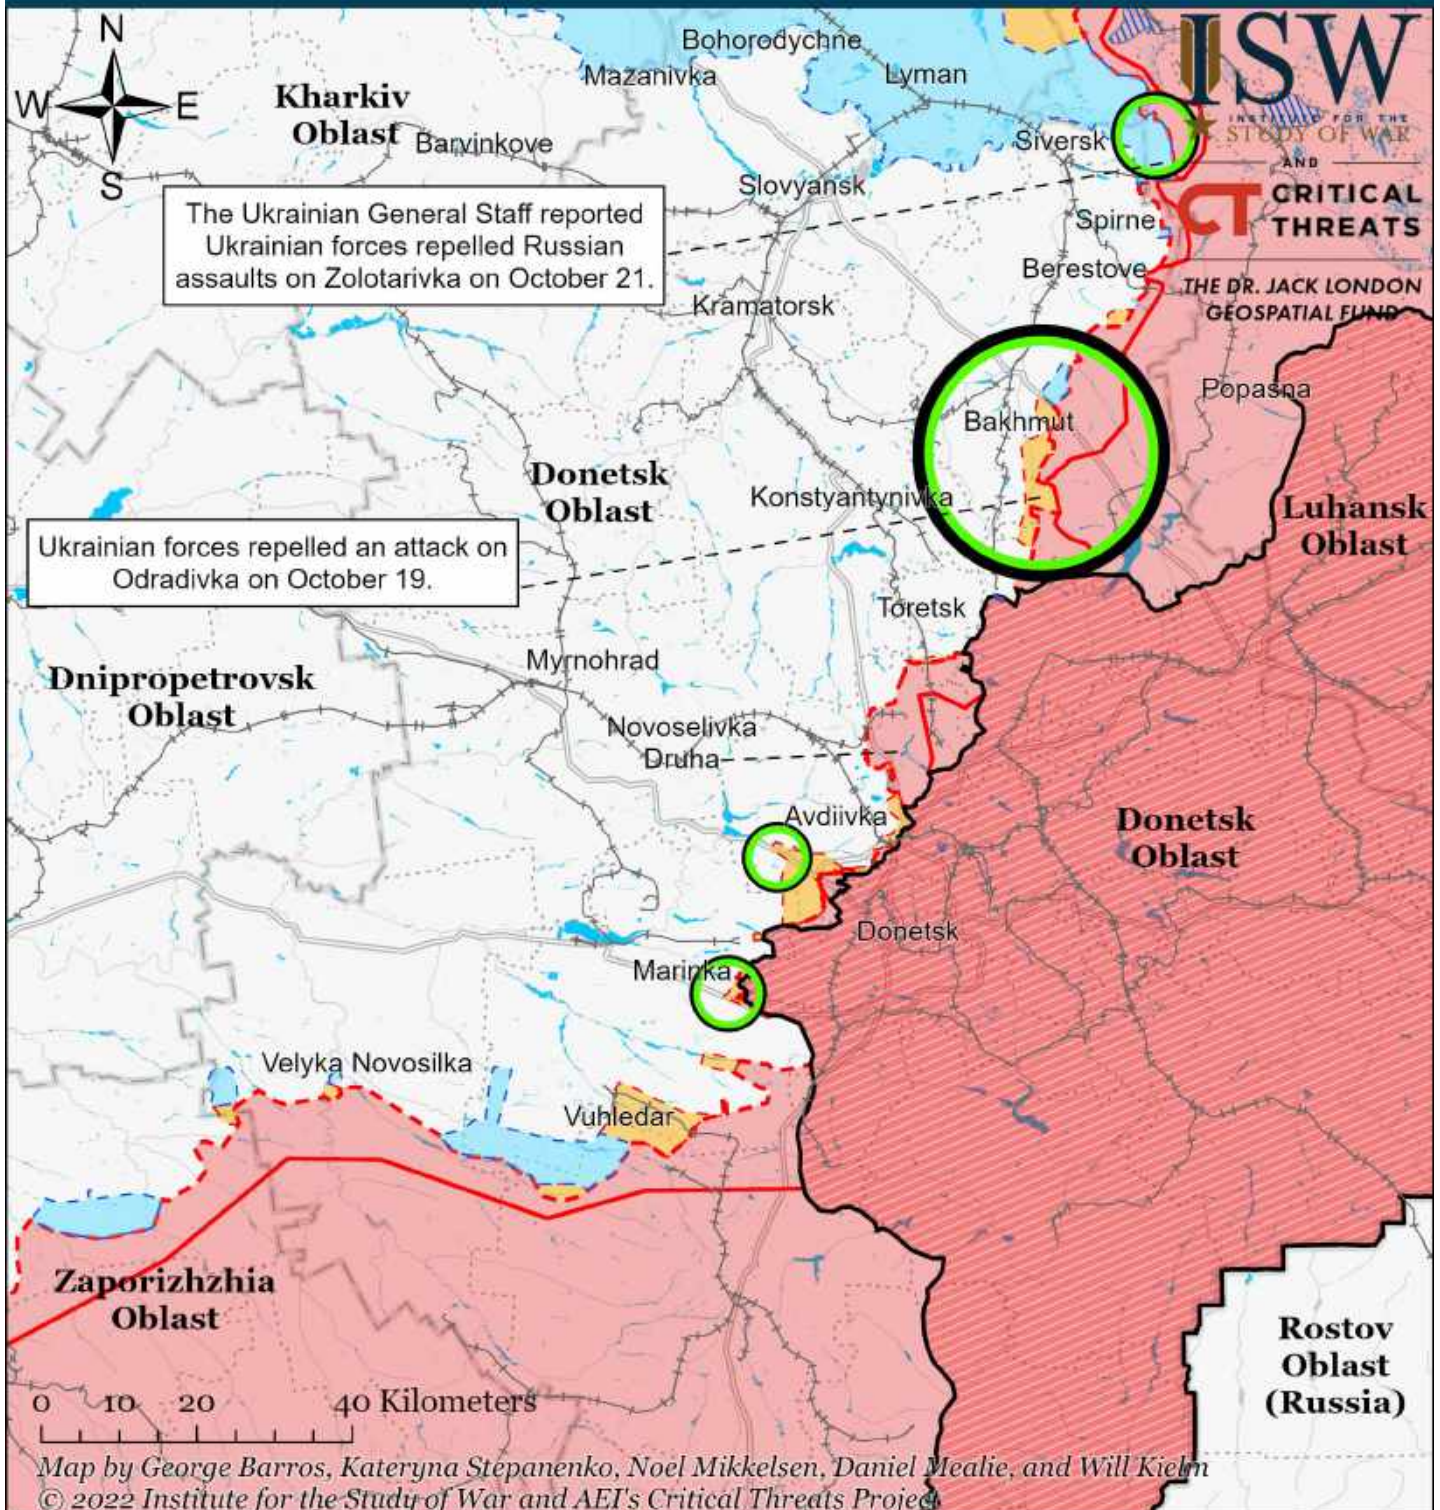 N
W E
S
ISW
INSTITUTE FOR THE
STUDY OF WAR
AND
CT CRITICAL
THREATS
THE DR. JACK LONDON
GEOSPATIAL FUND
Bohorodychne
Mazanivka
Lyman
Kharkiv
Oblast
Barvinkove
Siversk
Slovyansk
The Ukrainian General Staff reported
Ukrainian forces repelled Russian
assaults on Zolotarivka on October 21.
Spirne
Berestove
Kramatorsk
Popasna
Bakhmut
Donetsk
Oblast
Konstyantynivka
Luhansk
Oblast
Ukrainian forces repelled an attack on
Odradivka on October 19.
Toretsk
Myrnohrad
Dnipropetrovsk
Oblast
Novoselivka
Druha
Avdiivka
Donetsk
Oblast
Donetsk
Marinka
Velyka Novosilka
Vuhledar
Zaporizhzhia
Oblast
Rostov
Oblast
(Russia)
0 10 20 40 Kilometers
Map by George Barros, Kateryna Stepanenko, Noel Mikkelsen, Daniel Mealie, and Will Kielm
© 2022 Institute for the Study of War and AEI's Critical Threats Project